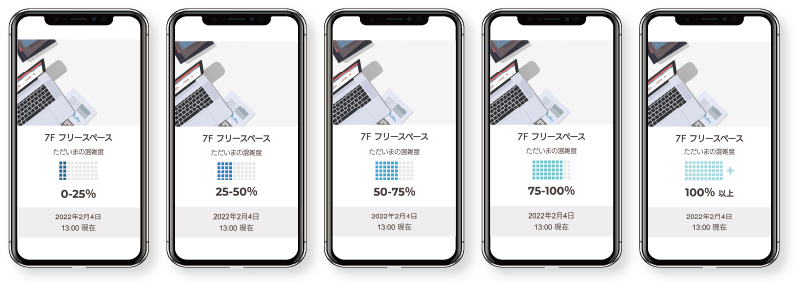 7F フリースペース
ただいまの混雑度
0-25%
2022年2月4日
13:00 現在
7F フリースペース
ただいまの混雑度
25-50%
2022年2月4日
13:00 現在
7F フリースペース
ただいまの混雑度
50-75%
2022年2月4日
13:00 現在
7F フリースペース
ただいまの混雑度
75-100%
2022年2月4日
13:00 現在
7F フリースペース
ただいまの混雑度
+
100% 以上
2022年2月4日
13:00 現在